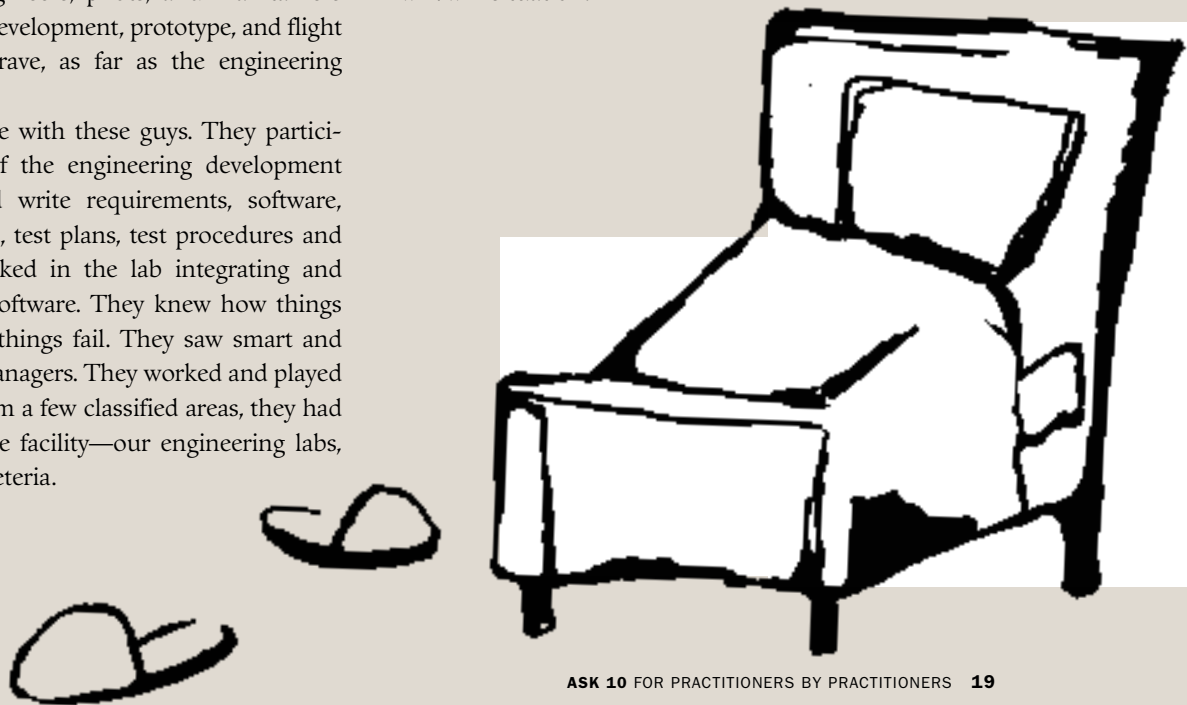 evelopment, prototype, and flight
rave, as far as the engineering
e with these guys. They partici-
f the engineering development
write requirements, software,
, test plans, test procedures and
ked in the lab integrating and
oftware. They knew how things
things fail. They saw smart and
anagers. They worked and played
m a few classified areas, they had
e facility—our engineering labs,
eteria.
ASK 10 FOR PRACTITIONERS BY PRACTITIONERS 19